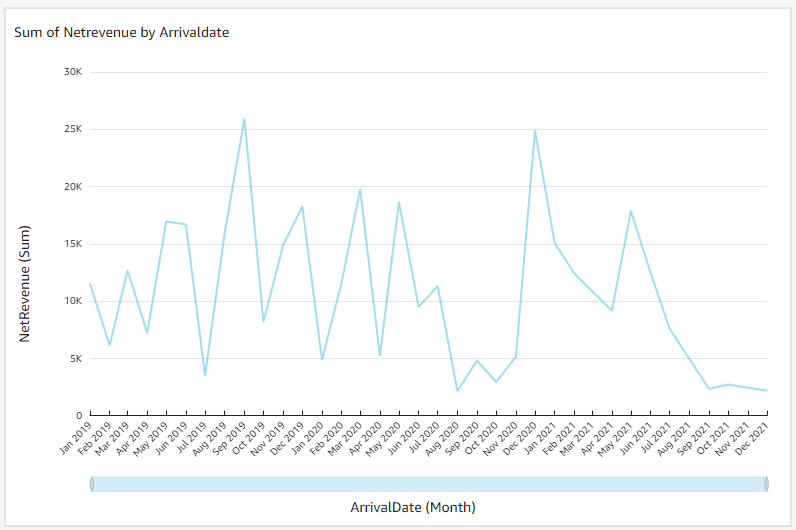 Sum of Netrevenue by Arrivaldate
30K
25K
20K
15K
10K
5K
0
NetRevenue (Sum)
Jan 2019
Feb 2019
Mar 2019
Apr 2019
May 2019
Jun 2019
Jul 2019
Aug 2019
Sep 2019
Oct 2019
Nov 2019
Dec 2019
Jan 2020
Feb 2020
Mar 2020
Apr 2020
May 2020
Jun 2020
Jul 2020
Aug 2020
Sep 2020
Oct 2020
Nov 2020
Dec 2020
Jan 2021
Feb 2021
Mar 2021
Apr 2021
May 2021
Jun 2021
Jul 2021
Aug 2021
Sep 2021
Oct 2021
Nov 2021
Dec 2021
ArrivalDate (Month)